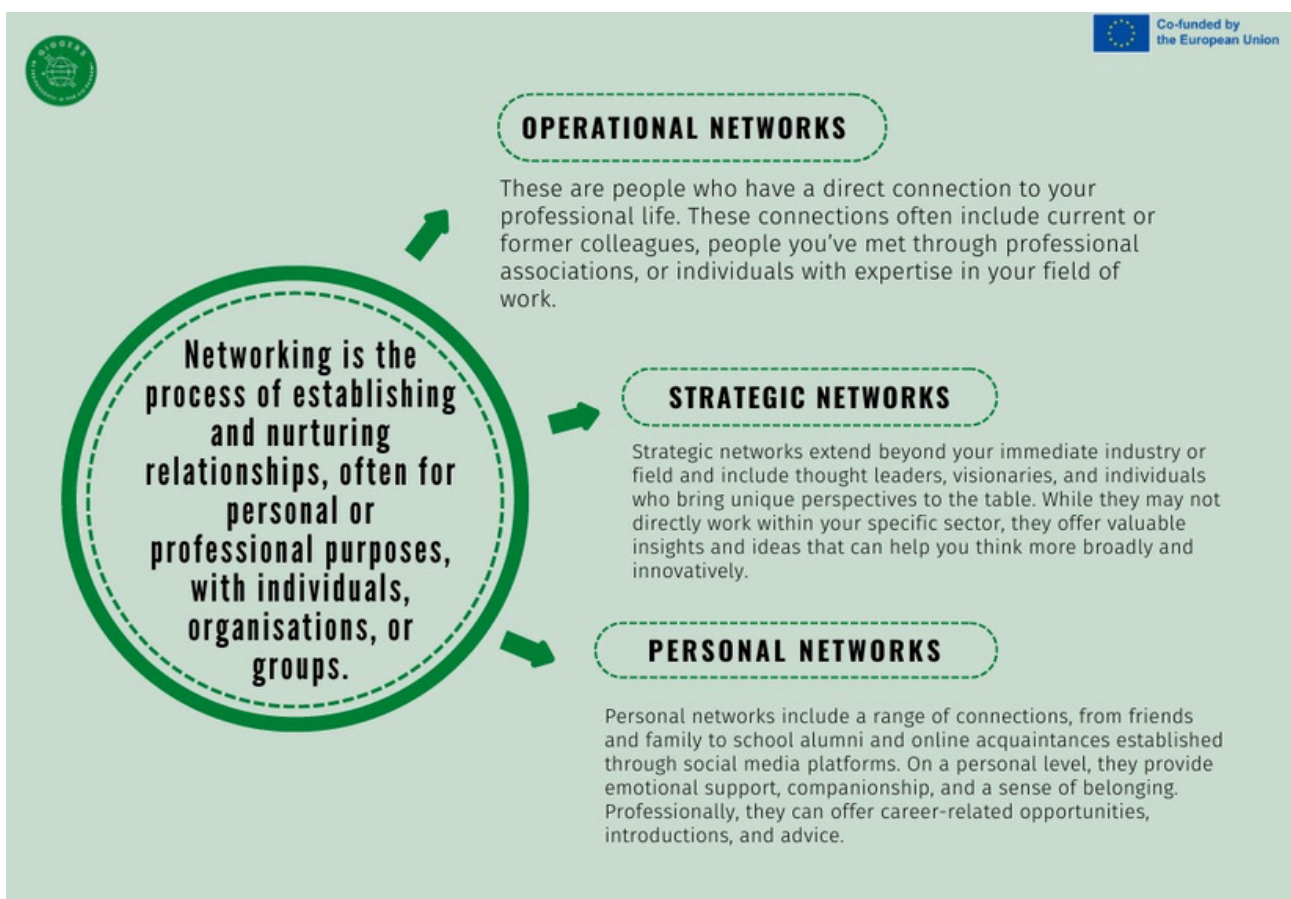 GIGGERS
Co-funded by
the European Union
OPERATIONAL NETWORKS
These are people who have a direct connection to your
professional life. These connections often include current or
former colleagues, people you’ve met through professional
associations, or individuals with expertise in your field of
work.
Networking is the
process of establishing
and nurturing
relationships, often for
personal or
professional purposes,
with individuals,
organisations, or
groups.
STRATEGIC NETWORKS
Strategic networks extend beyond your immediate industry or
field and include thought leaders, visionaries, and individuals
who bring unique perspectives to the table. While they may not
directly work within your specific sector, they offer valuable
insights and ideas that can help you think more broadly and
innovatively.
PERSONAL NETWORKS
Personal networks include a range of connections, from friends
and family to school alumni and online acquaintances established
through social media platforms. On a personal level, they provide
emotional support, companionship, and a sense of belonging.
Professionally, they can offer career-related opportunities,
introductions, and advice.